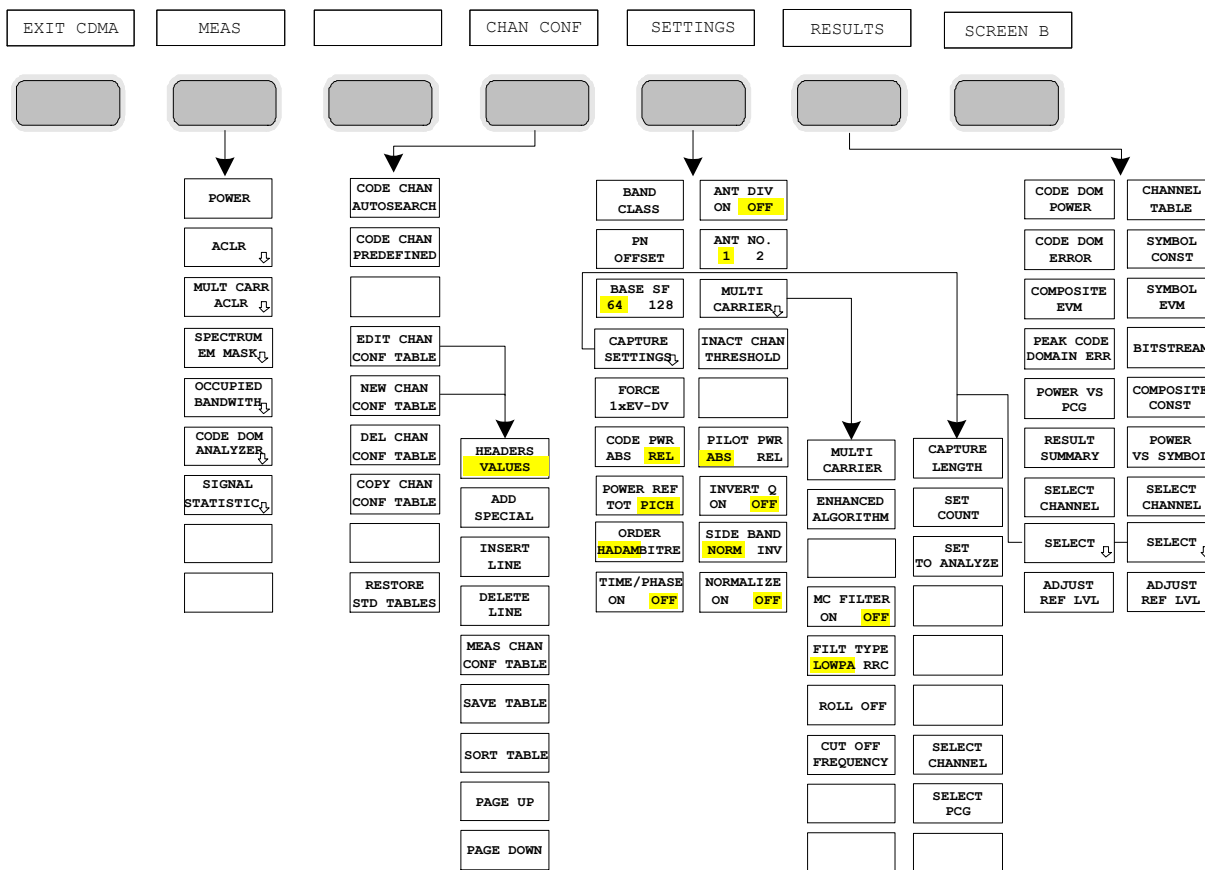 EXIT CDMA
MEAS
CHAN CONF
SETTINGS
RESULTS
SCREEN B
POWER
ACLR
MULT CARR
ACLR
SPECTRUM
EM MASK
OCCUPIED
BANDWITH
CODE DOM
ANALYZER
SIGNAL
STATISTIC
CODE CHAN
AUTOSEARCH
CODE CHAN
PREDEFINED
EDIT CHAN
CONF TABLE
NEW CHAN
CONF TABLE
DEL CHAN
CONF TABLE
COPY CHAN
CONF TABLE
RESTORE
STD TABLES
HEADERS
VALUES
ADD
SPECIAL
INSERT
LINE
DELETE
LINE
MEAS CHAN
CONF TABLE
SAVE TABLE
SORT TABLE
PAGE UP
PAGE DOWN
BAND
CLASS
PN
OFFSET
BASE SF
64 128
CAPTURE
SETTINGS
FORCE
1xEV-DV
CODE PWR
ABS REL
POWER REF
TOT PICH
ORDER
HADAMBITRE
TIME/PHASE
ON OFF
ANT DIV
ON OFF
ANT NO.
1 2
MULTI
CARRIER
INACT CHAN
THRESHOLD
PILOT PWR
ABS REL
INVERT Q
ON OFF
SIDE BAND
NORM INV
NORMALIZE
ON OFF
MULTI
CARRIER
ENHANCED
ALGORITHM
MC FILTER
ON OFF
FILT TYPE
LOWPA RRC
ROLL OFF
CUT OFF
FREQUENCY
CAPTURE
LENGTH
SET
COUNT
SET
TO ANALYZE
SELECT
CHANNEL
SELECT
PCG
CODE DOM
POWER
CODE DOM
ERROR
COMPOSITE
EVM
PEAK CODE
DOMAIN ERR
POWER VS
PCG
RESULT
SUMMARY
SELECT
CHANNEL
SELECT
ADJUST
REF LVL
CHANNEL
TABLE
SYMBOL
CONST
SYMBOL
EVM
BITSTREAM
COMPOSITE
CONST
POWER
VS SYMBOL
SELECT
CHANNEL
SELECT
ADJUST
REF LVL